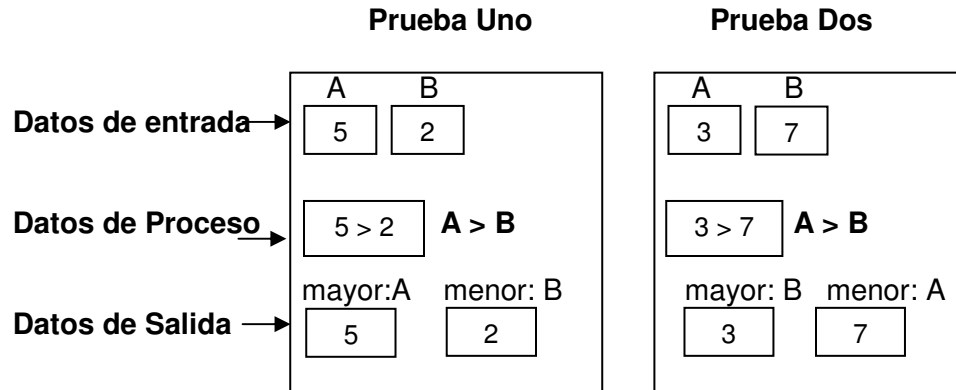 Prueba Uno Prueba Dos
A B A B
Datos de entrada 5 2 3 7
Datos de Proceso 5 > 2 A > B 3 > 7 A > B
mayor:A menor: B mayor: B menor: A
Datos de Salida 5 2 3 7